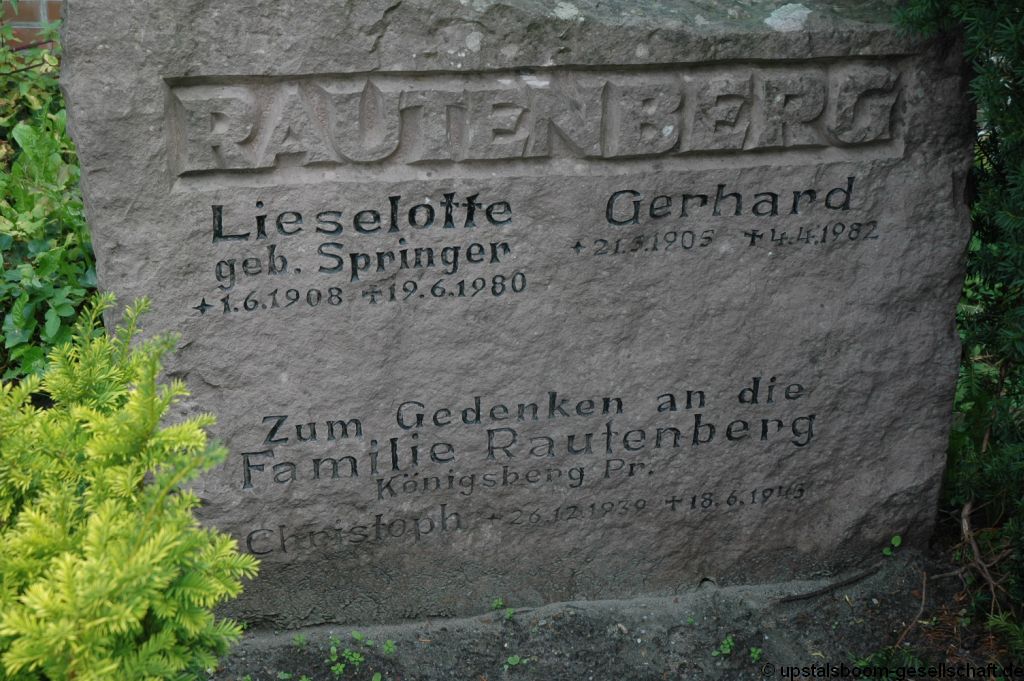 RAUTENBERG
Lieselotte
geb. Springer
+1.6.1908 +19.6.1980
Gerhard
+21.5.1905 +4.4.1982
Zum Gedenken an die
Familie Rautenberg
Königsberg Pr.
Christoph +26.12.1939 +18.6.1945
© upstalsboom-gesellschaft.de